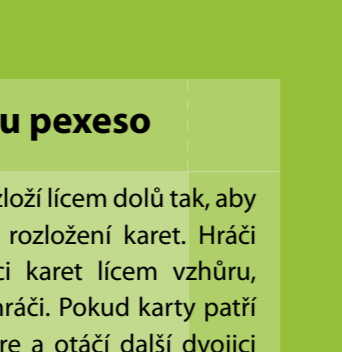 u pexeso
zloží lícem dolů tak, aby
rozložení karet. Hráči
ci karet lícem vzhůru,
hráči. Pokud karty patří
re a otáčí další dvojici